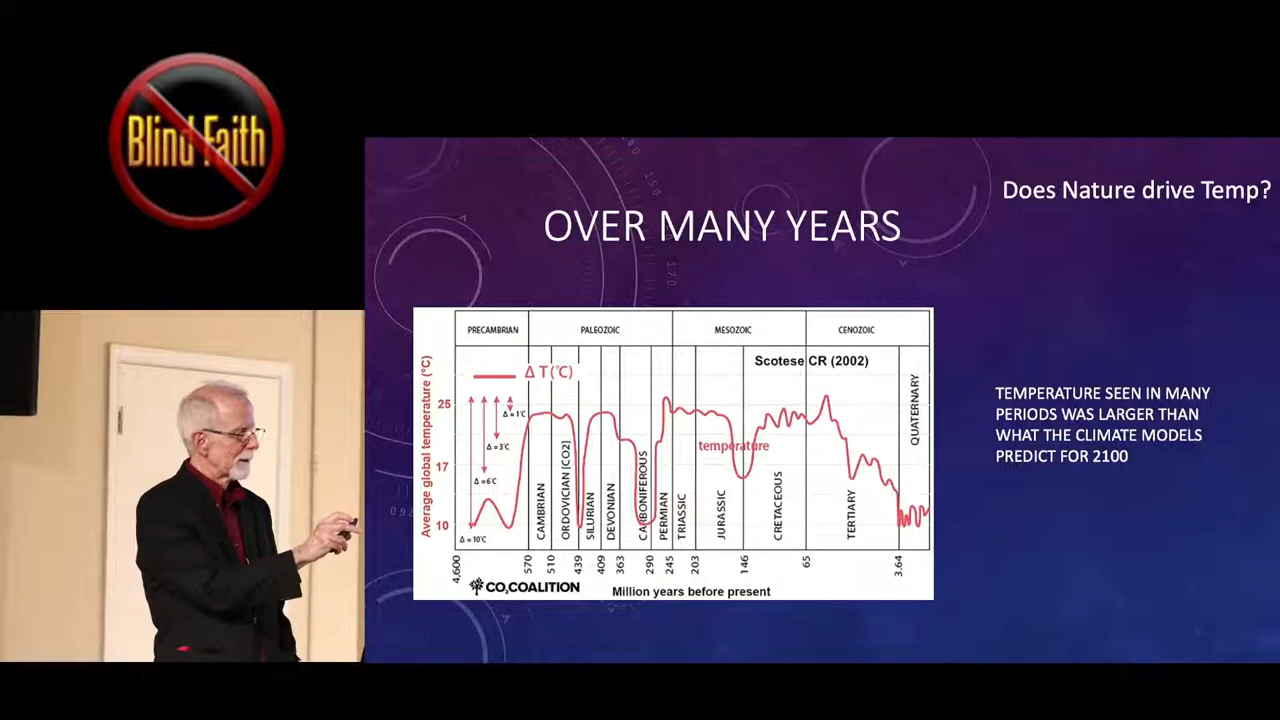 Blind Faith
Does Nature drive Temp?
OVER MANY YEARS
PRECAMBRIAN
PALEOZOIC
MESOZOIC
CENOZOIC
Scotese CR (2002)
Δ T (°C)
Average global temperature (°C)
25
17
10
Δ = 1°C
Δ = 3°C
Δ = 6°C
Δ = 10°C
temperature
CAMBRIAN
ORDOVICIAN [CO2]
SILURIAN
DEVONIAN
CARBONIFEROUS
PERMIAN
TRIASSIC
JURASSIC
CRETACEOUS
TERTIARY
QUATERNARY
4,600
570
510
439
409
363
290
245
203
146
65
3.64
CO₂COALITION
Million years before present
TEMPERATURE SEEN IN MANY
PERIODS WAS LARGER THAN
WHAT THE CLIMATE MODELS
PREDICT FOR 2100
150
170